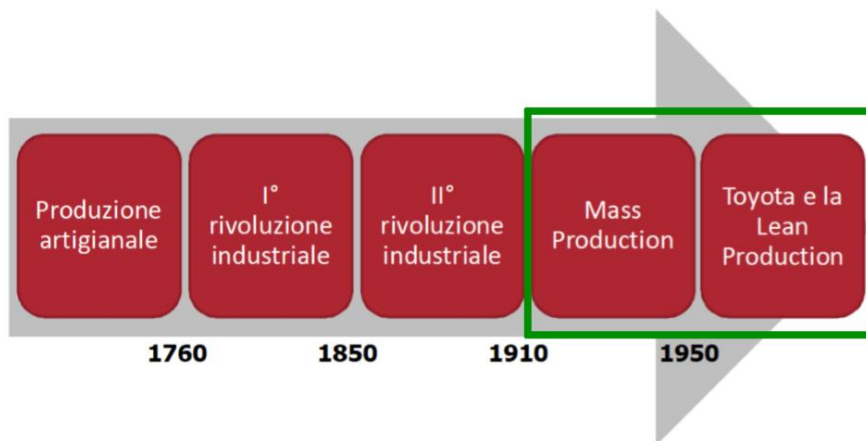 Produzione
artigianale
I°
rivoluzione
industriale
II°
rivoluzione
industriale
Mass
Production
Toyota e la
Lean
Production
1760
1850
1910
1950